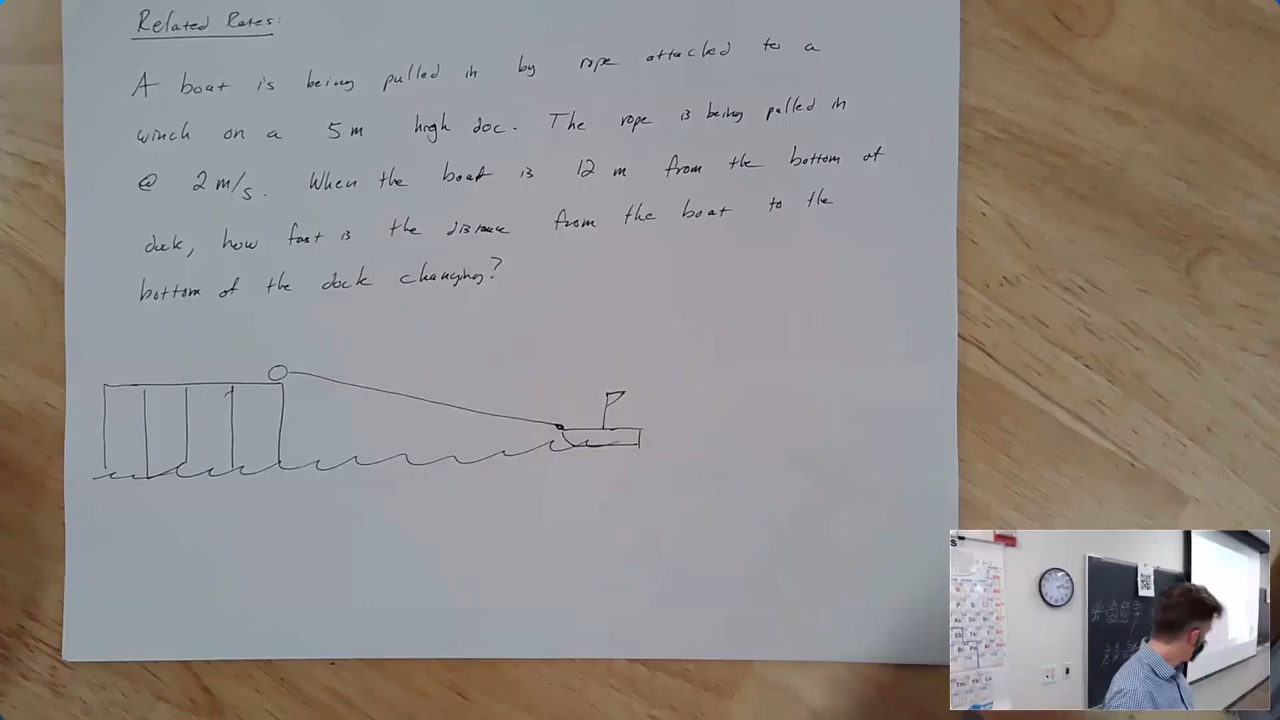 Related Rates:
A boat is being pulled in by rope attached to a
winch on a 5m high doc. The rope is being pulled in
@ 2 m/s. When the boat is 12 m from the bottom of
dock, how fast is the distance from the boat to the
bottom of the dock changing?